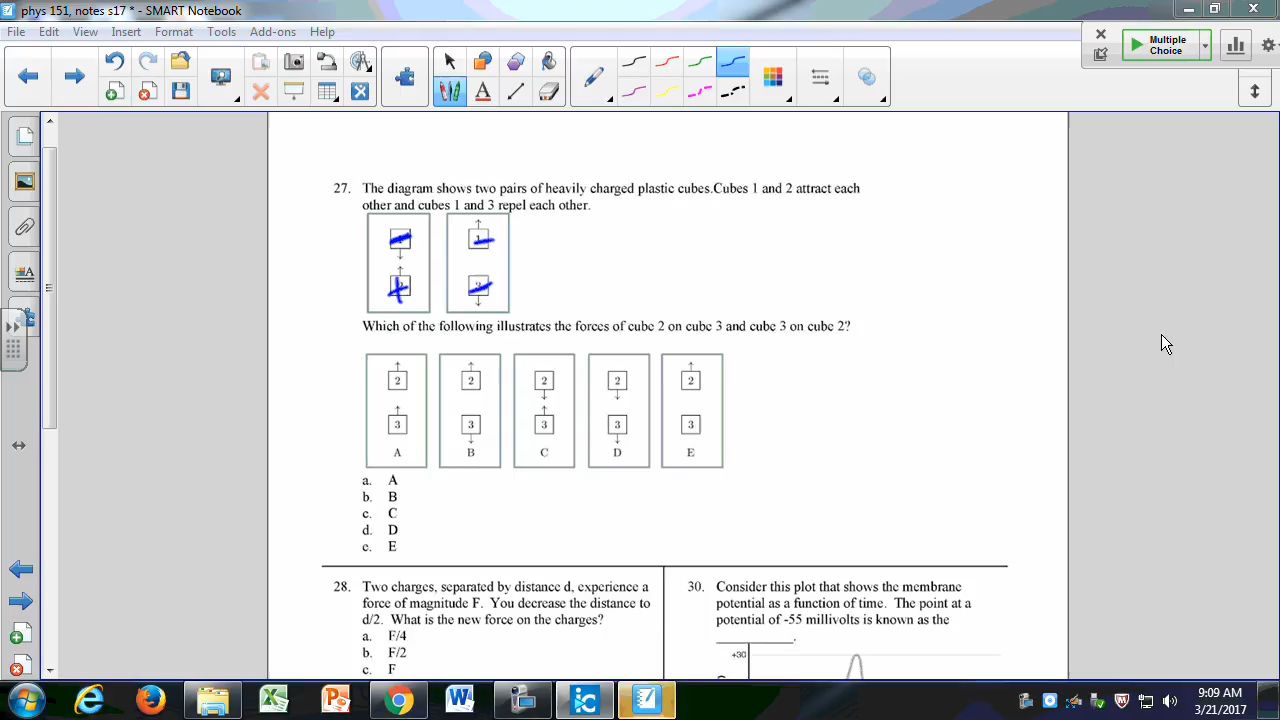 phys 151, notes s17 * - SMART Notebook
File Edit View Insert Format Tools Add-ons Help
Multiple
Choice
27. The diagram shows two pairs of heavily charged plastic cubes.Cubes 1 and 2 attract each
other and cubes 1 and 3 repel each other.
Which of the following illustrates the forces of cube 2 on cube 3 and cube 3 on cube 2?
2 2 2 2 2
3 3 3 3 3
A B C D E
a. A
b. B
c. C
d. D
e. E
28. Two charges, separated by distance d, experience a
force of magnitude F. You decrease the distance to
d/2. What is the new force on the charges?
a. F/4
b. F/2
c. F
30. Consider this plot that shows the membrane
potential as a function of time. The point at a
potential of -55 millivolts is known as the
____________.
+30
9:09 AM
3/21/2017